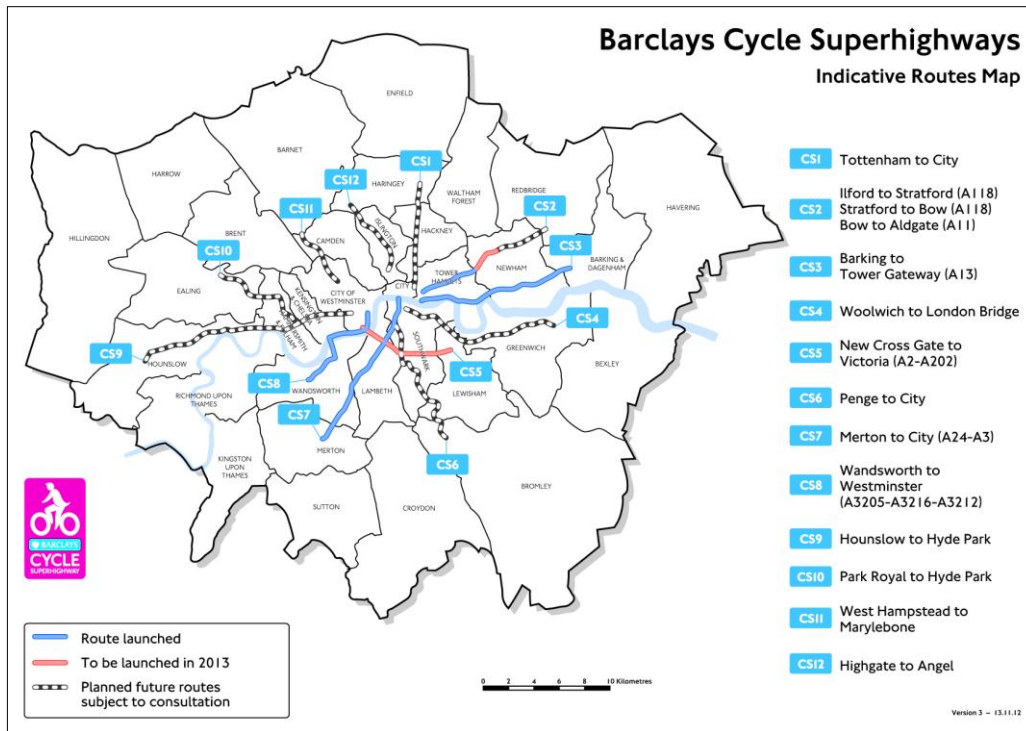 Barclays Cycle Superhighways
Indicative Routes Map
ENFIELD
BARNET
HARROW
HARINGEY
WALTHAM
FOREST
REDBRIDGE
HAVERING
HILLINGDON
BRENT
CAMDEN
ISLINGTON
HACKNEY
BARKING &
DAGENHAM
NEWHAM
TOWER
HAMLETS
CITY
CITY OF
WESTMINSTER
KENSINGTON
& CHELSEA
EALING
HOUNSLOW
SOUTHWARK
GREENWICH
BEXLEY
LEWISHAM
LAMBETH
WANDSWORTH
RICHMOND UPON
THAMES
MERTON
KINGSTON
UPON
THAMES
SUTTON
CROYDON
BROMLEY
CS1
CS12
CS11
CS2
CS3
CS10
CS4
CS9
CS5
CS8
CS7
CS6
CS1 Tottenham to City
CS2 Ilford to Stratford (A118)
Stratford to Bow (A118)
Bow to Aldgate (A11)
CS3 Barking to
Tower Gateway (A13)
CS4 Woolwich to London Bridge
CS5 New Cross Gate to
Victoria (A2-A202)
CS6 Penge to City
CS7 Merton to City (A24-A3)
CS8 Wandsworth to
Westminster
(A3205-A3216-A3212)
CS9 Hounslow to Hyde Park
CS10 Park Royal to Hyde Park
CS11 West Hampstead to
Marylebone
CS12 Highgate to Angel
BARCLAYS
CYCLE
SUPERHIGHWAY
Route launched
To be launched in 2013
Planned future routes
subject to consultation
0 2 4 6 8 10 Kilometres
Version 3 – 13.11.12